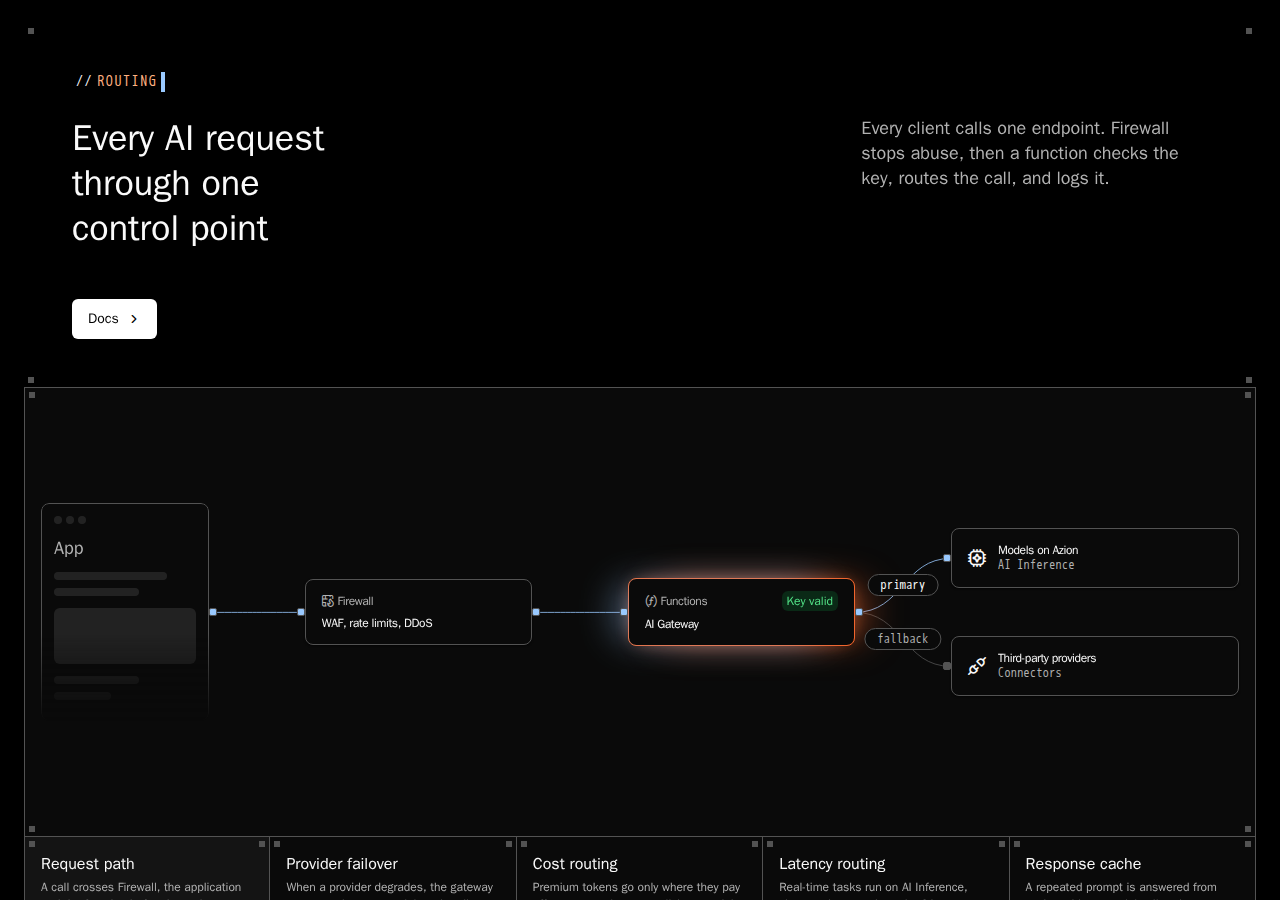 // ROUTING
Every AI request
through one
control point
Every client calls one endpoint. Firewall
stops abuse, then a function checks the
key, routes the call, and logs it.
Docs
App
Firewall
WAF, rate limits, DDoS
(f) Functions
Key valid
AI Gateway
primary
fallback
Models on Azion
AI Inference
Third-party providers
Connectors
Request path
A call crosses Firewall, the application
Provider failover
When a provider degrades, the gateway
Cost routing
Premium tokens go only where they pay
Latency routing
Real-time tasks run on AI Inference,
Response cache
A repeated prompt is answered from